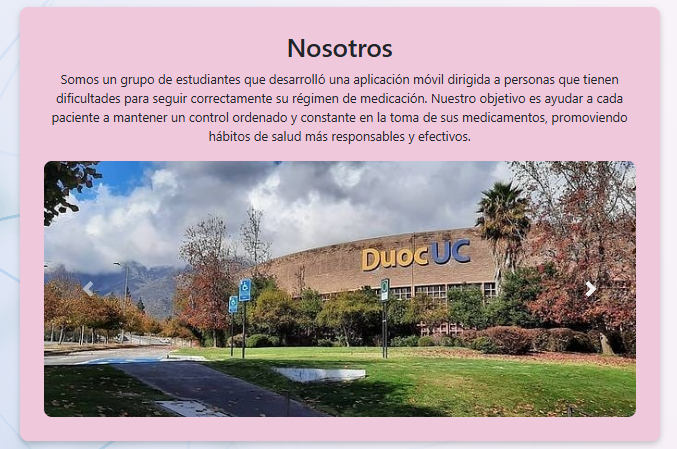 Nosotros
Somos un grupo de estudiantes que desarrolló una aplicación móvil dirigida a personas que tienen
dificultades para seguir correctamente su régimen de medicación. Nuestro objetivo es ayudar a cada
paciente a mantener un control ordenado y constante en la toma de sus medicamentos, promoviendo
hábitos de salud más responsables y efectivos.
DuocUC